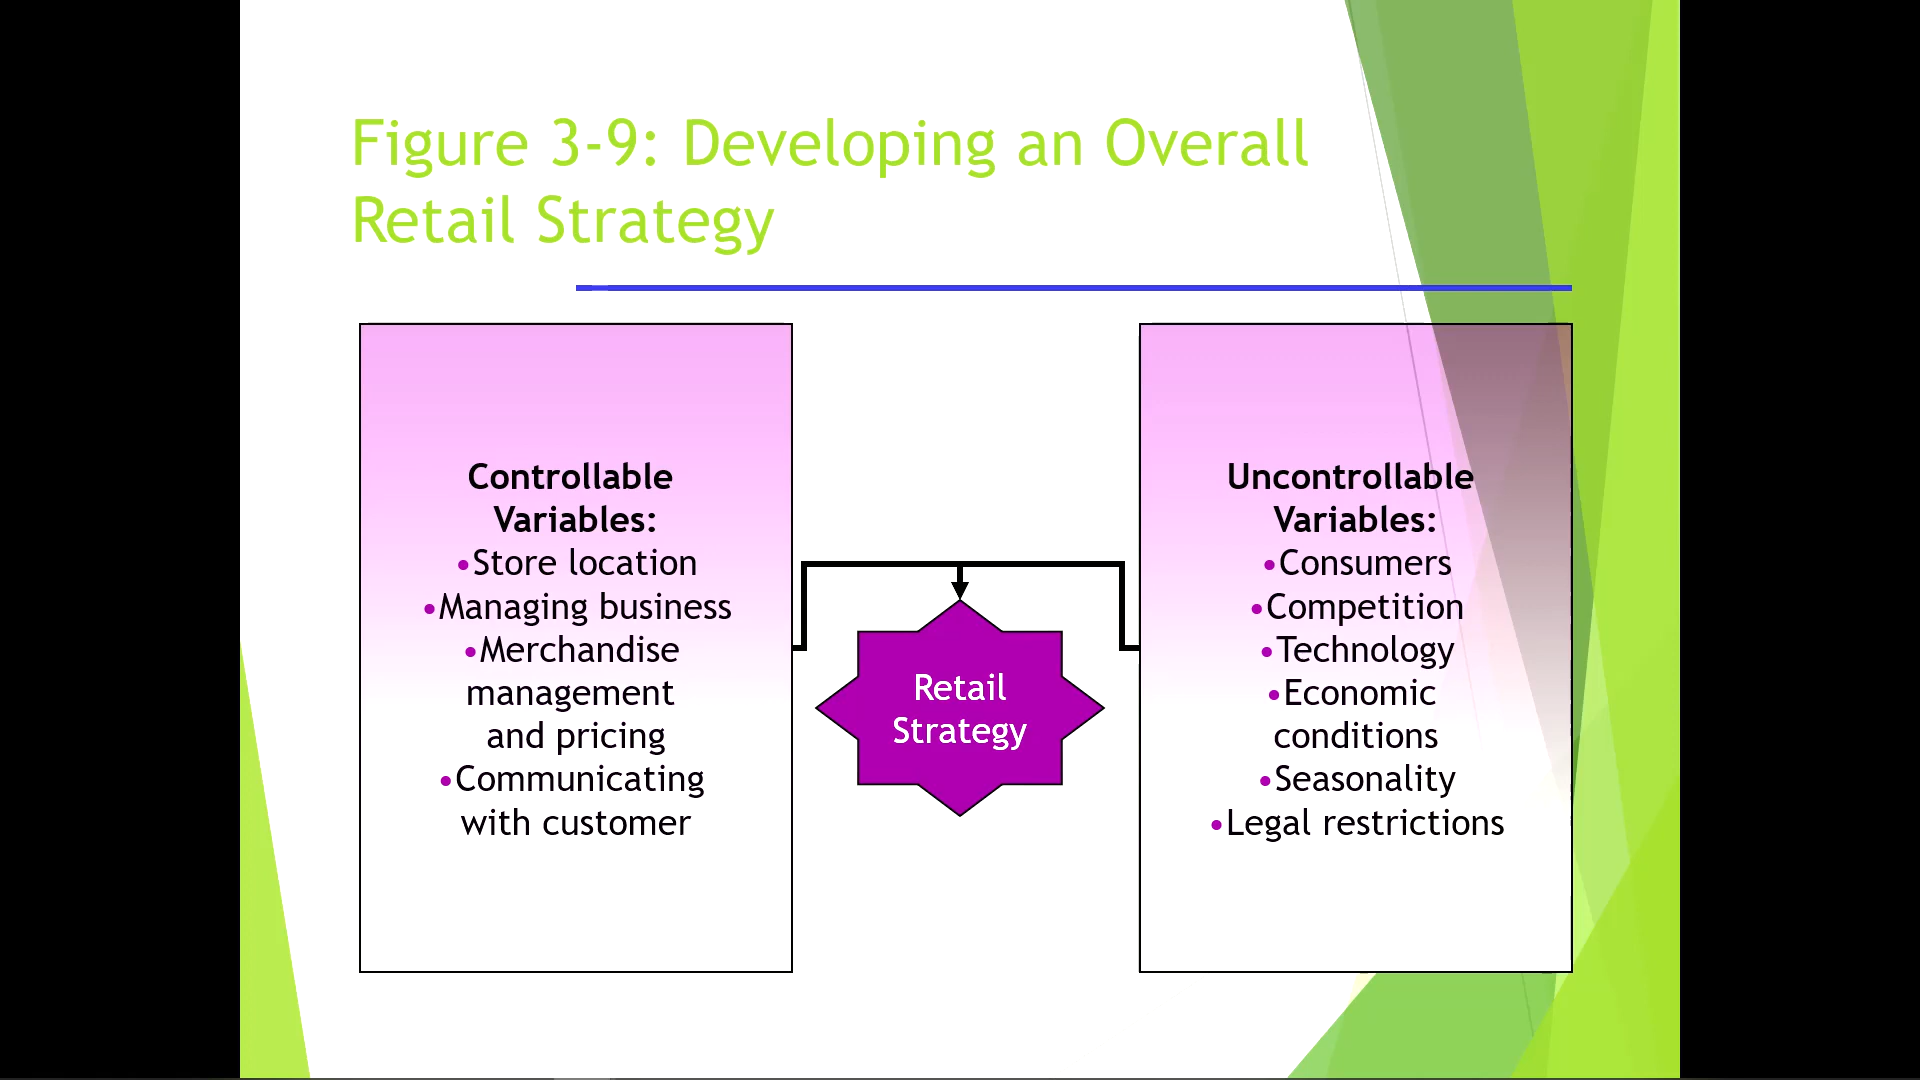 Figure 3-9: Developing an Overall
Retail Strategy
Controllable
Variables:
•Store location
•Managing business
•Merchandise
management
and pricing
•Communicating
with customer
Retail
Strategy
Uncontrollable
Variables:
•Consumers
•Competition
•Technology
•Economic
conditions
•Seasonality
•Legal restrictions